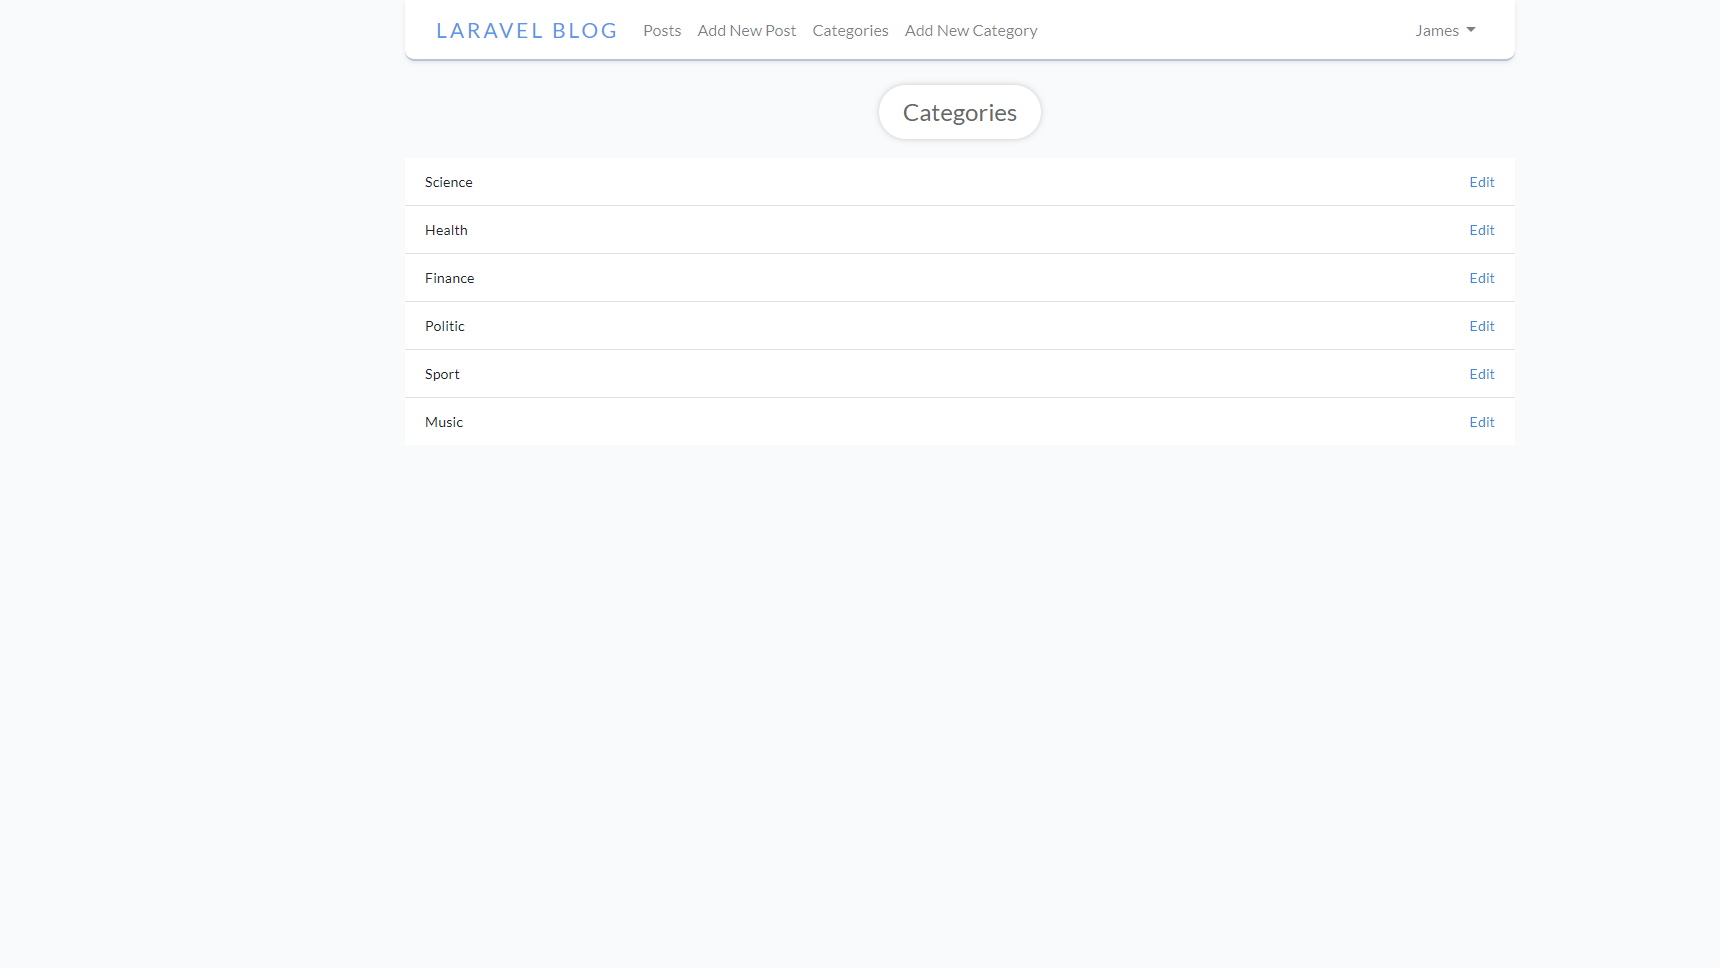 LARAVEL BLOG Posts Add New Post Categories Add New Category James
Categories
Science Edit
Health Edit
Finance Edit
Politic Edit
Sport Edit
Music Edit